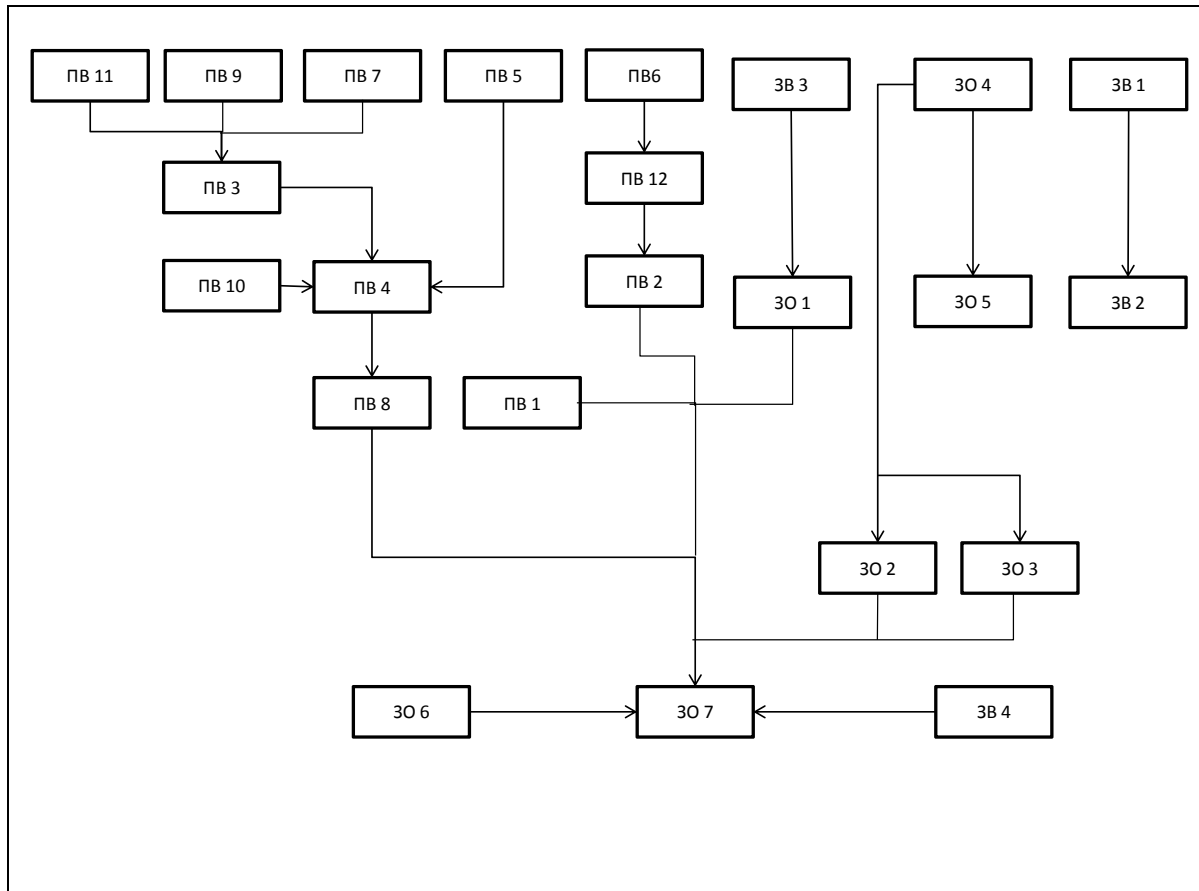 ПВ 11
ПВ 9
ПВ 7
ПВ 5
ПВ6
ЗВ 3
ЗО 4
ЗВ 1
ПВ 3
ПВ 12
ПВ 10
ПВ 4
ПВ 2
ЗО 1
ЗО 5
ЗВ 2
ПВ 8
ПВ 1
ЗО 2
ЗО 3
ЗО 6
ЗО 7
ЗВ 4